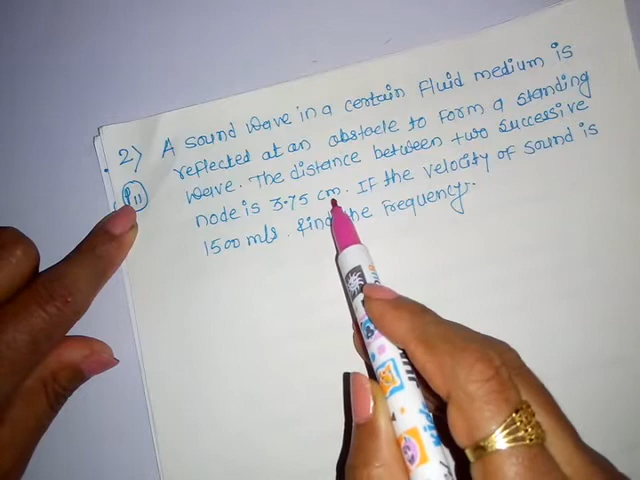 2) A sound wave in a certain Fluid medium is
reflected at an obstacle to form a standing
wave. The distance between two successive
node is 3.75 cm. If the velocity of sound is
1500 m/s. find the frequency.
P11